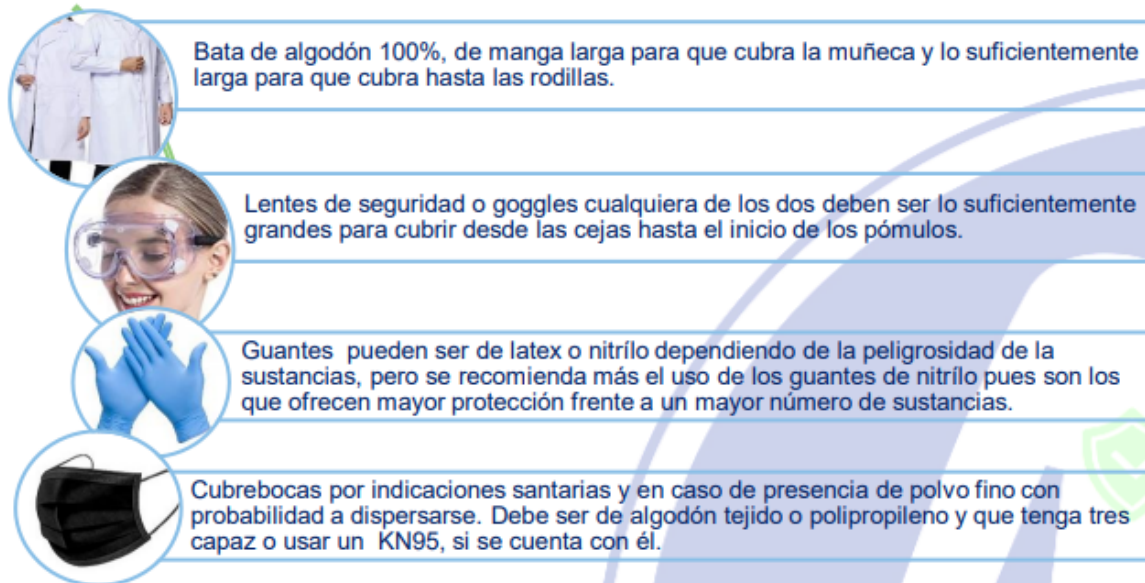 Bata de algodón 100%, de manga larga para que cubra la muñeca y lo suficientemente
larga para que cubra hasta las rodillas.
Lentes de seguridad o goggles cualquiera de los dos deben ser lo suficientemente
grandes para cubrir desde las cejas hasta el inicio de los pómulos.
Guantes pueden ser de latex o nitrílo dependiendo de la peligrosidad de la
sustancias, pero se recomienda más el uso de los guantes de nitrílo pues son los
que ofrecen mayor protección frente a un mayor número de sustancias.
Cubrebocas por indicaciones santarias y en caso de presencia de polvo fino con
probabilidad a dispersarse. Debe ser de algodón tejido o polipropileno y que tenga tres
capaz o usar un KN95, si se cuenta con él.